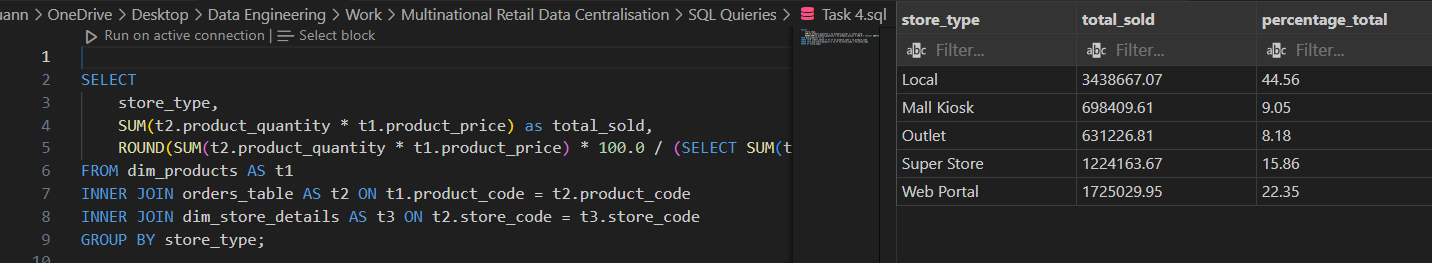 uann > OneDrive > Desktop > Data Engineering > Work > Multinational Retail Data Centralisation > SQL Quieries > Task 4.sql
Run on active connection | Select block
1
2 SELECT
3 store_type,
4 SUM(t2.product_quantity * t1.product_price) as total_sold,
5 ROUND(SUM(t2.product_quantity * t1.product_price) * 100.0 / (SELECT SUM(t
6 FROM dim_products AS t1
7 INNER JOIN orders_table AS t2 ON t1.product_code = t2.product_code
8 INNER JOIN dim_store_details AS t3 ON t2.store_code = t3.store_code
9 GROUP BY store_type;
10
store_type total_sold percentage_total
abc Filter... abc Filter... abc Filter...
Local 3438667.07 44.56
Mall Kiosk 698409.61 9.05
Outlet 631226.81 8.18
Super Store 1224163.67 15.86
Web Portal 1725029.95 22.35